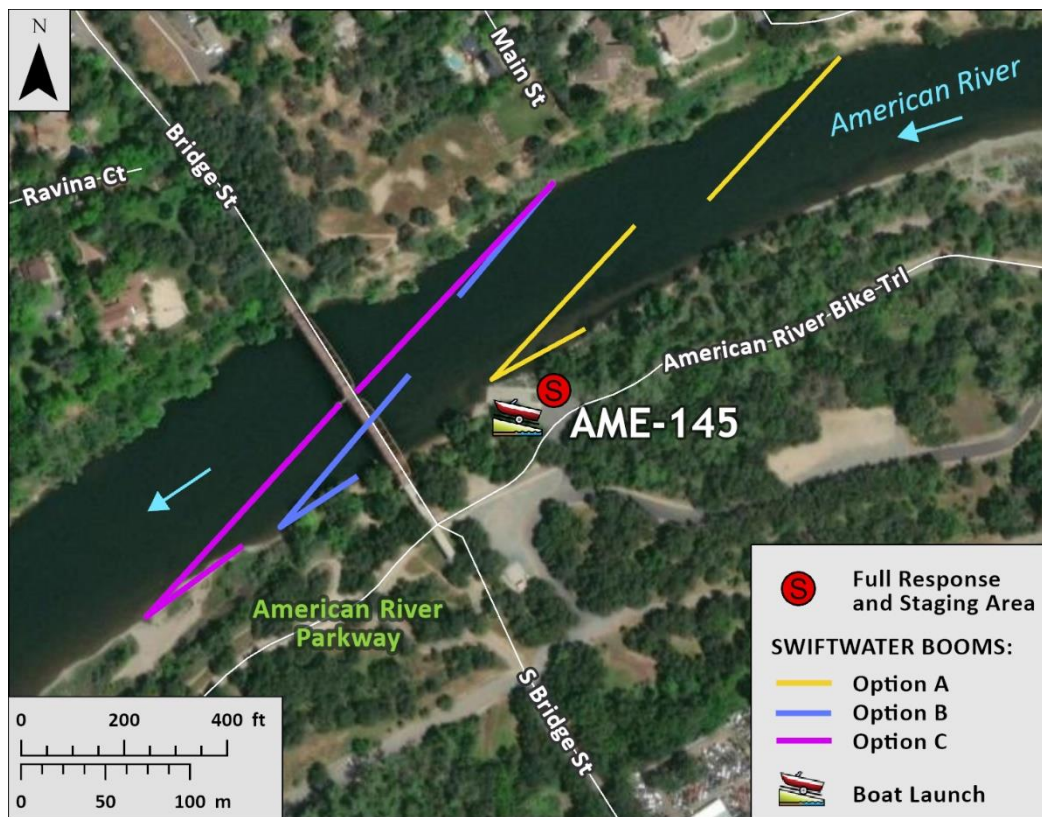 N
Main St
American River
Bridge St
Ravina Ct
American River Bike Trl
S
AME-145
American River
Parkway
S Bridge St
0 200 400 ft
0 50 100 m
S Full Response
and Staging Area
SWIFTWATER BOOMS:
Option A
Option B
Option C
Boat Launch